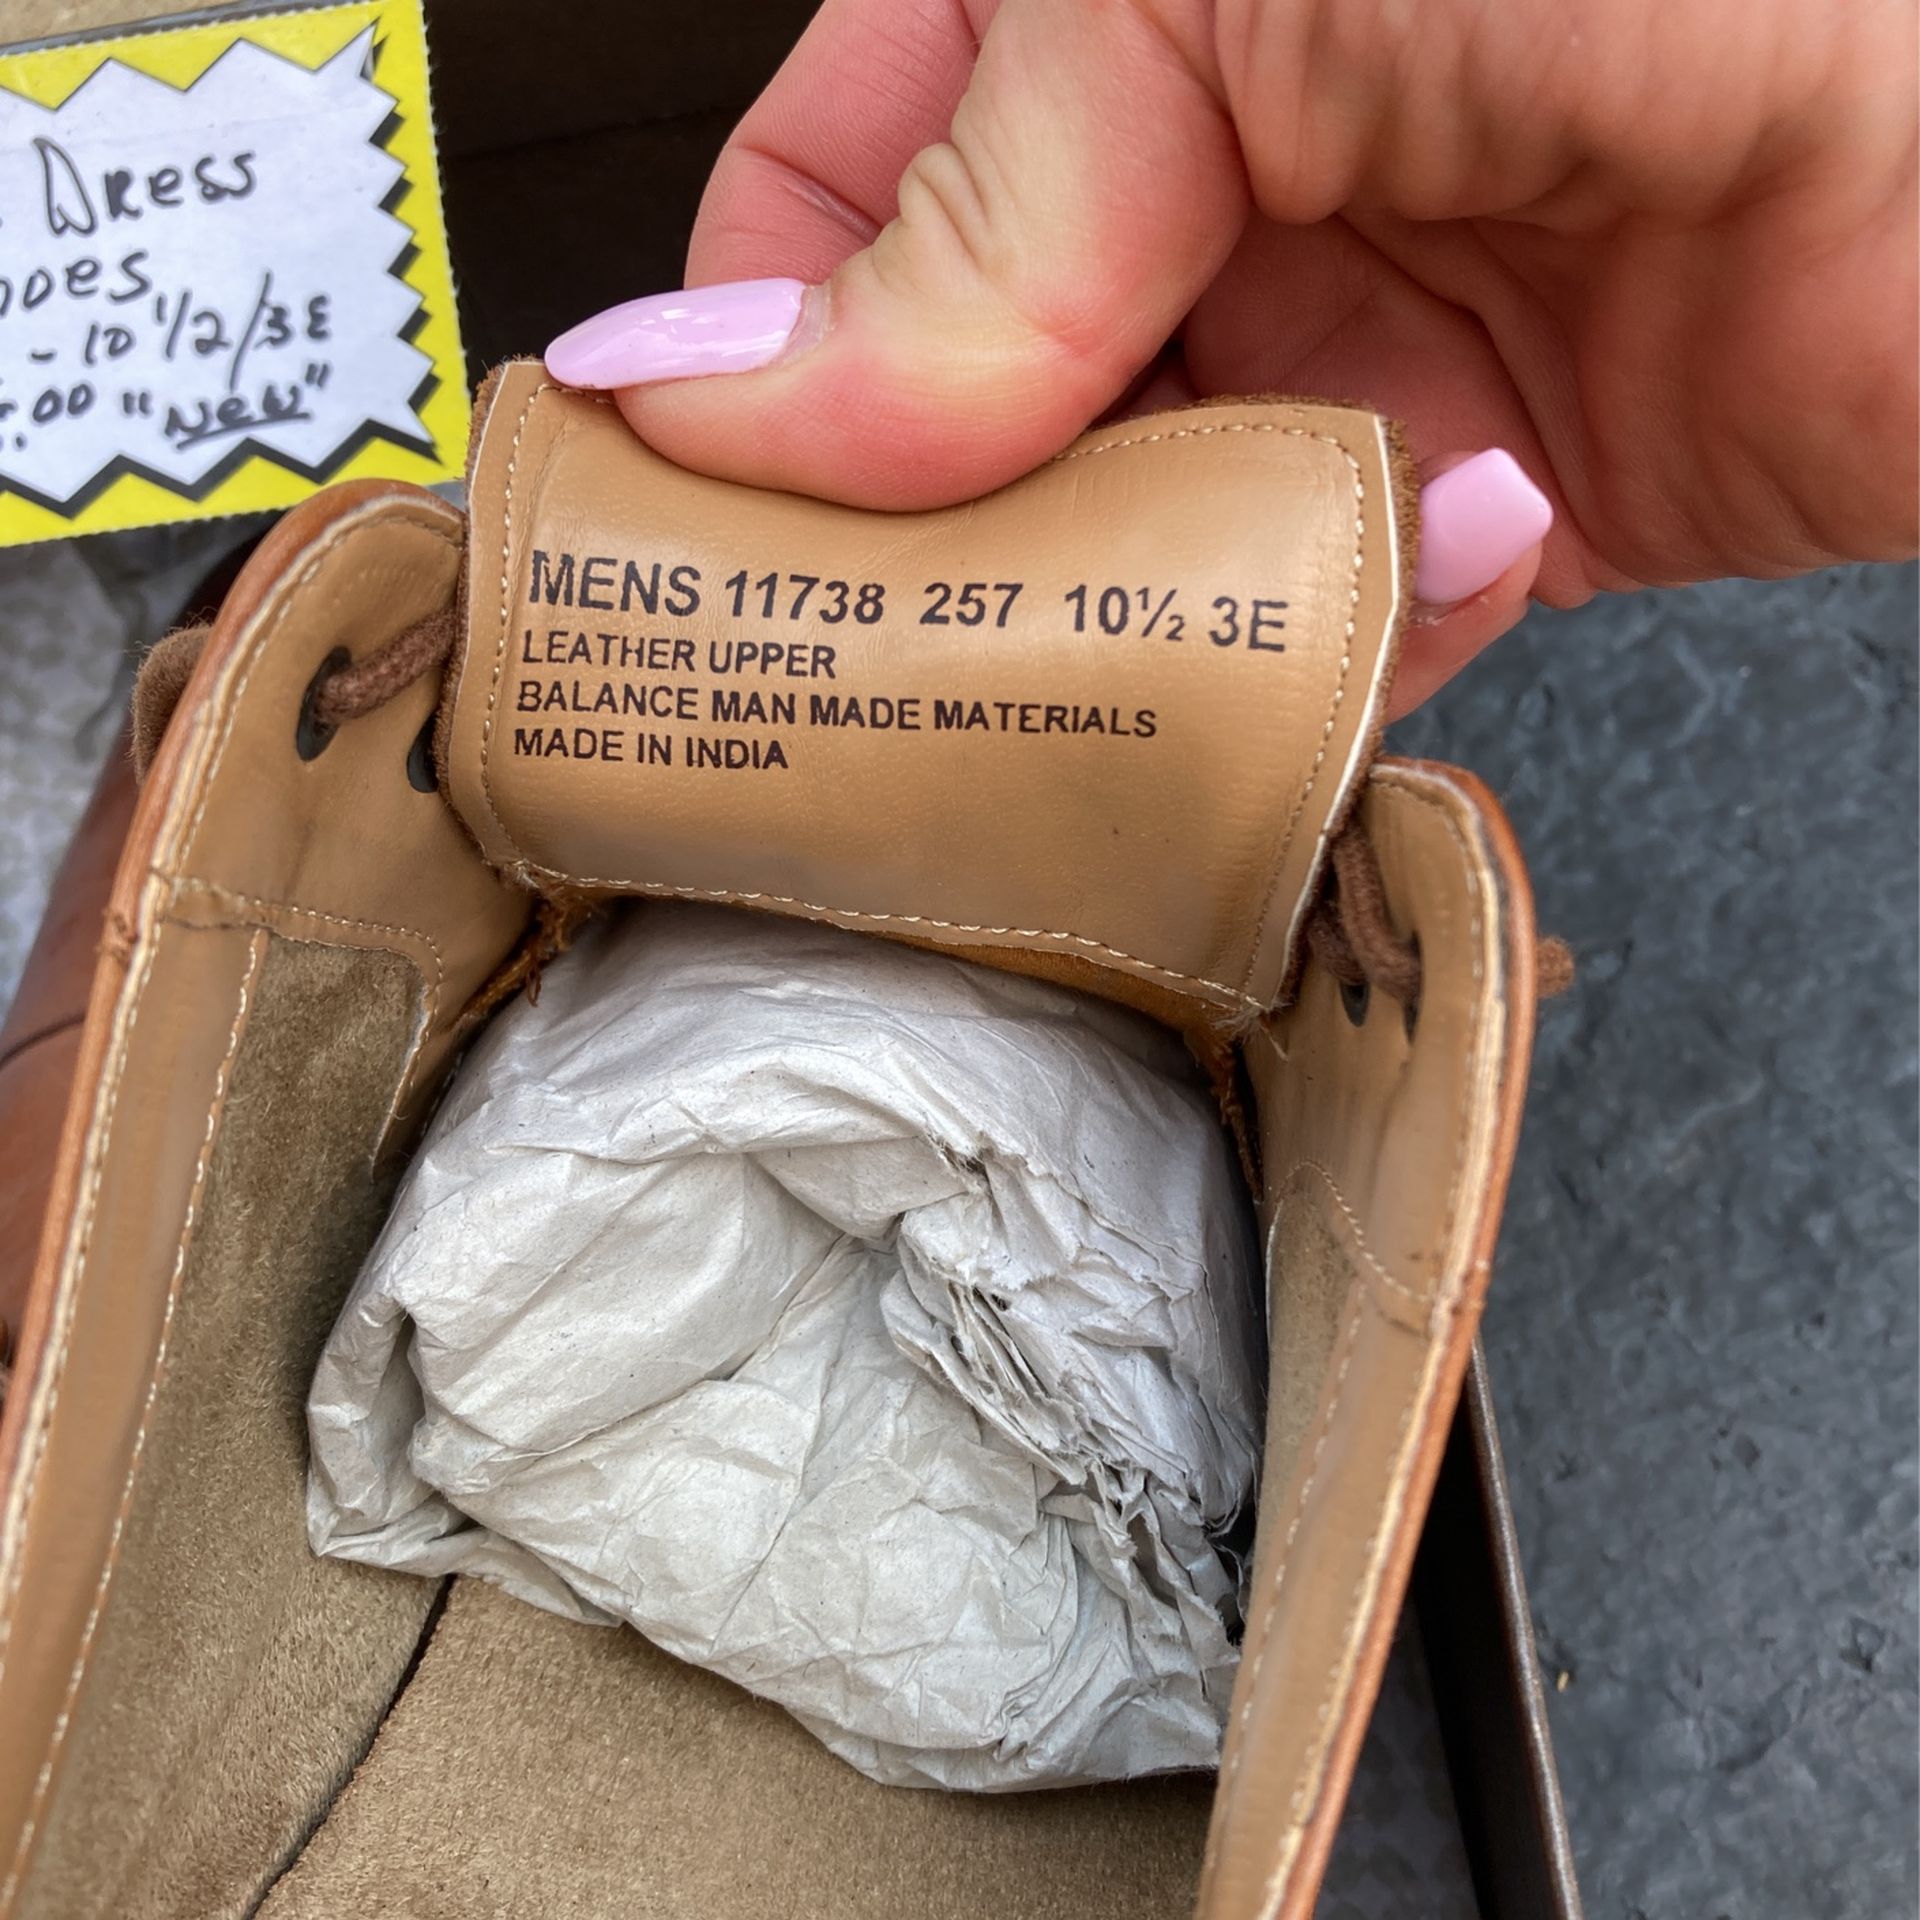 Dress
- 10 1/2/3E
.00 "New"
MENS 11738 257 10½ 3E
LEATHER UPPER
BALANCE MAN MADE MATERIALS
MADE IN INDIA